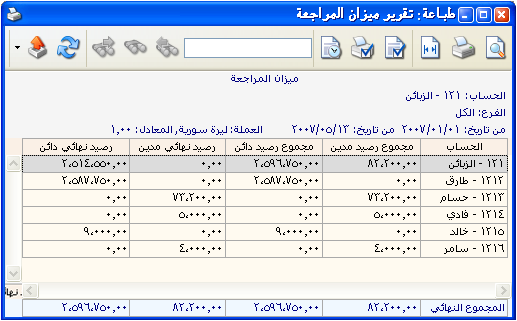 طباعة: تقرير ميزان المراجعة
ميزان المراجعة
الحساب: ١٢١ - الزبائن
الفرع: الكل
من تاريخ: ٢٠٠٧/٠١/٠١ من تاريخ: ٢٠٠٧/٠٥/١٣ العملة: ليرة سورية, المعادل: ١,٠٠
الحساب مجموع رصيد مدين مجموع رصيد دائن رصيد نهائي مدين رصيد نهائي دائن
١٢١ - الزبائن ٨٢,٢٠٠,٠٠ ٢,٥٩٦,٧٥٠,٠٠ ٠,٠٠ ٢,٥١٤,٥٥٠,٠٠
١٢١٢ - طارق ٠,٠٠ ٢,٥٨٧,٧٥٠,٠٠ ٠,٠٠ ٢,٥٨٧,٧٥٠,٠٠
١٢١٣ - حسام ٧٣,٢٠٠,٠٠ ٠,٠٠ ٧٣,٢٠٠,٠٠ ٠,٠٠
١٢١٤ - فادي ٥,٠٠٠,٠٠ ٠,٠٠ ٥,٠٠٠,٠٠ ٠,٠٠
١٢١٥ - خالد ٠,٠٠ ٩,٠٠٠,٠٠ ٠,٠٠ ٩,٠٠٠,٠٠
١٢١٦ - سامر ٤,٠٠٠,٠٠ ٠,٠٠ ٤,٠٠٠,٠٠ ٠,٠٠
المجموع النهائي ٨٢,٢٠٠,٠٠ ٢,٥٩٦,٧٥٠,٠٠ ٨٢,٢٠٠,٠٠ ٢,٥٩٦,٧٥٠,٠٠